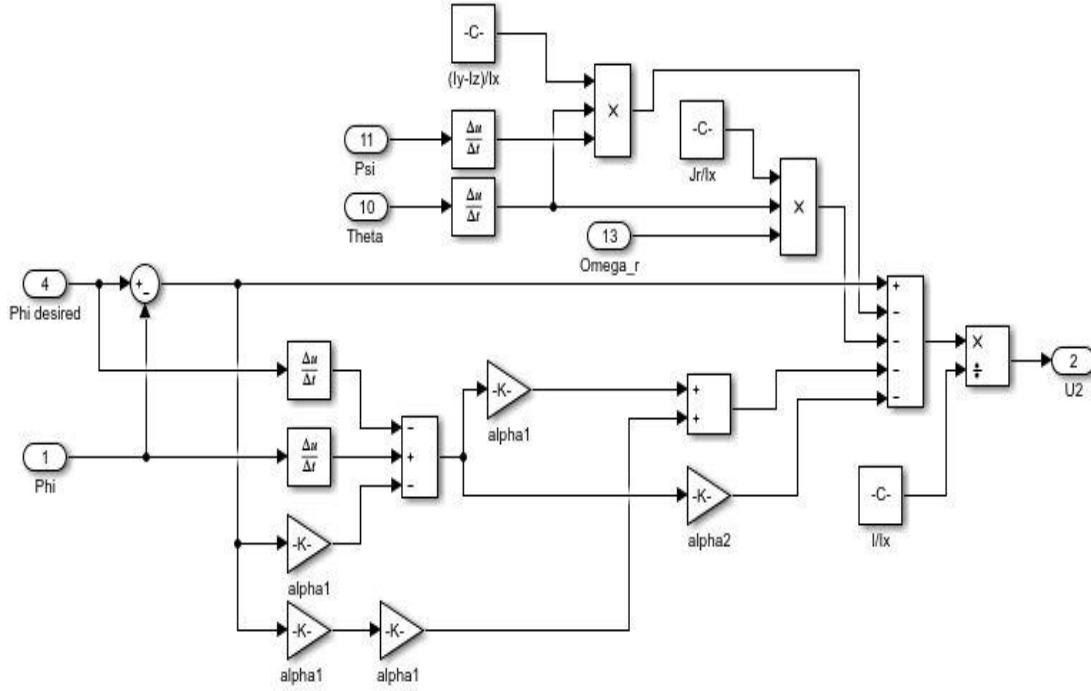 -C-
(Iy-Iz)/Ix
X
11
Psi
Δu
Δt
-C-
Jr/Ix
10
Theta
Δu
Δt
X
13
Omega_r
4
Phi desired
+
-
+
-
-
-
-
X
÷
2
U2
Δu
Δt
-K-
alpha1
+
+
1
Phi
Δu
Δt
-
+
-
-K-
alpha2
-C-
I/Ix
-K-
alpha1
-K-
alpha1
-K-
alpha1